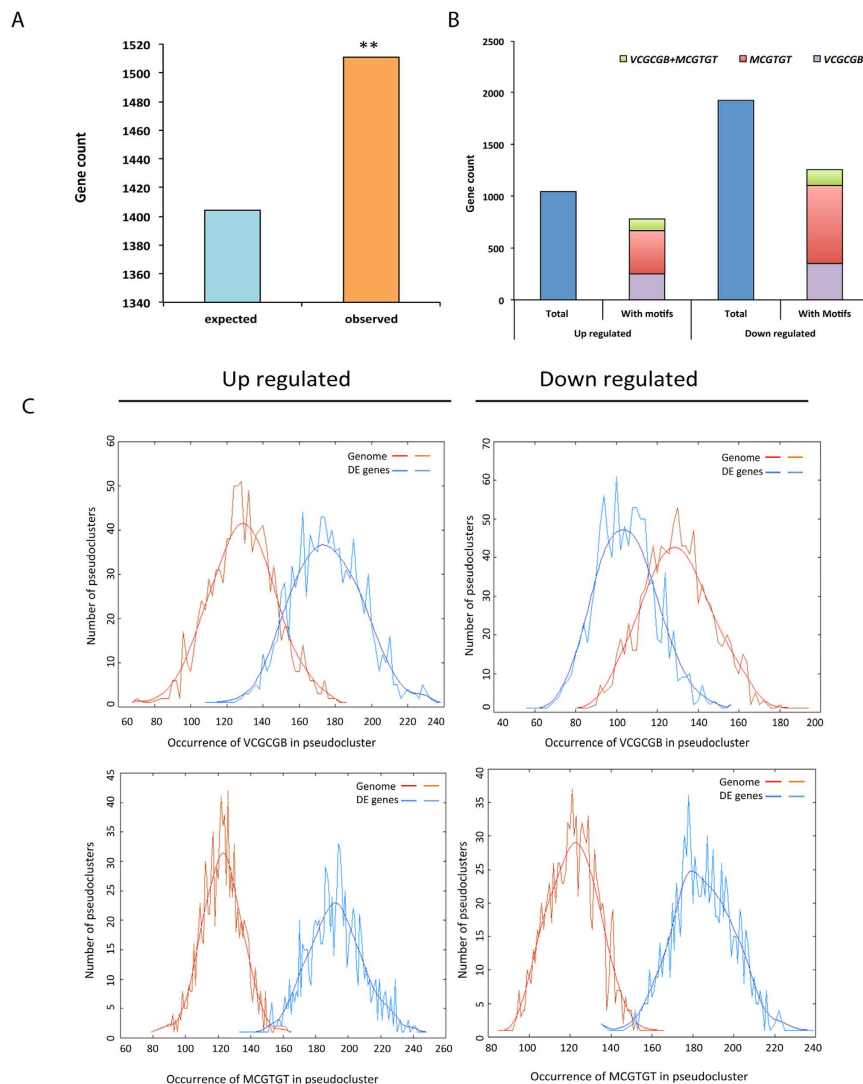 A
Gene count
1520
1500
1480
1460
1440
1420
1400
1380
1360
1340
**
expected
observed
B
Gene count
2500
2000
1500
1000
500
0
VCGCGB+MCGTGT
MCGTGT
VCGCGB
Total
With motifs
Total
With Motifs
Up regulated
Down regulated
Up regulated
Down regulated
C
Number of pseudoclusters
60
50
40
30
20
10
0
Genome
DE genes
60 80 100 120 140 160 180 200 220 240
Occurrence of VCGCGB in pseudocluster
Number of pseudoclusters
70
60
50
40
30
20
10
0
Genome
DE genes
40 60 80 100 120 140 160 180 200
Occurrence of VCGCGB in pseudocluster
Number of pseudoclusters
45
40
35
30
25
20
15
10
5
0
Genome
DE genes
60 80 100 120 140 160 180 200 220 240 260
Occurrence of MCGTGT in pseudocluster
Number of pseudoclusters
40
35
30
25
20
15
10
5
0
Genome
DE genes
80 100 120 140 160 180 200 220 240
Occurrence of MCGTGT in pseudocluster